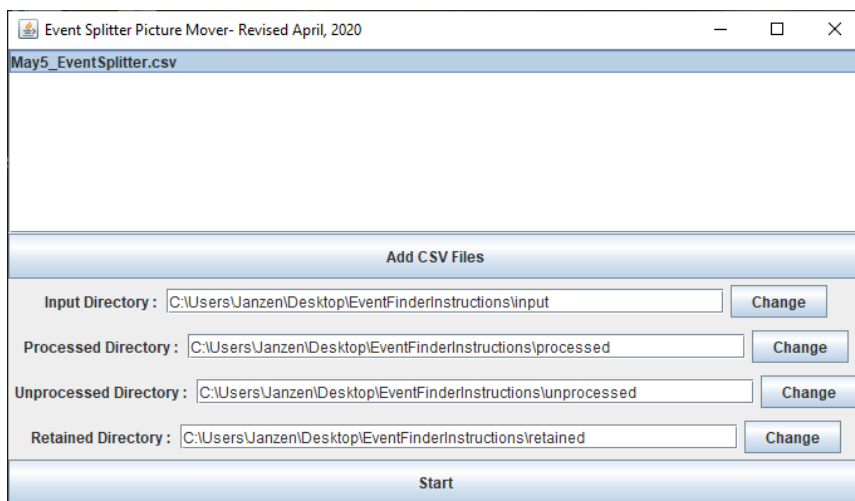 Event Splitter Picture Mover- Revised April, 2020
May5_EventSplitter.csv
Add CSV Files
Input Directory : C:\Users\Janzen\Desktop\EventFinderInstructions\input Change
Processed Directory : C:\Users\Janzen\Desktop\EventFinderInstructions\processed Change
Unprocessed Directory : C:\Users\Janzen\Desktop\EventFinderInstructions\unprocessed Change
Retained Directory : C:\Users\Janzen\Desktop\EventFinderInstructions\retained Change
Start